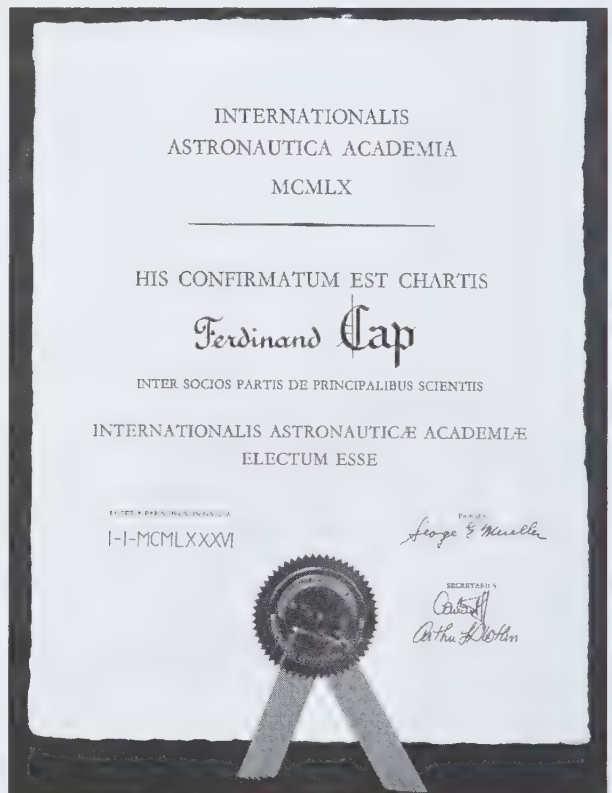 INTERNATIONALIS
ASTRONAUTICA ACADEMIA
MCMLX
HIS CONFIRMATUM EST CHARTIS
Ferdinand Cap
INTER SOCIOS PARTIS DE PRINCIPALIBUS SCIENTIIS
INTERNATIONALIS ASTRONAUTICÆ ACADEMIÆ
ELECTUM ESSE
I-I-MCMLXXXVI
George E Mueller
SECRETARIUS
Arthur